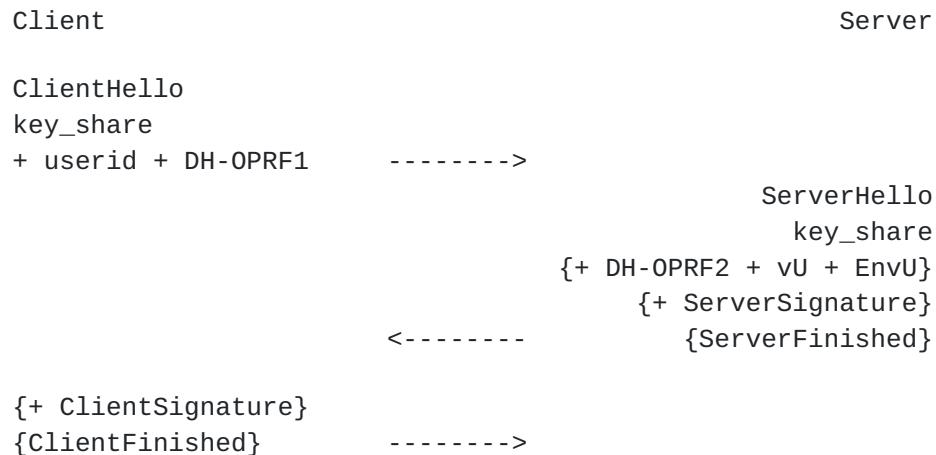 Client                                               Server

ClientHello
key_share
+ userid + DH-OPRF1     -------->
                                                ServerHello
                                                  key_share
                                   {+ DH-OPRF2 + vU + EnvU}
                                        {+ ServerSignature}
                        <--------          {ServerFinished}

{+ ClientSignature}
{ClientFinished}        -------->